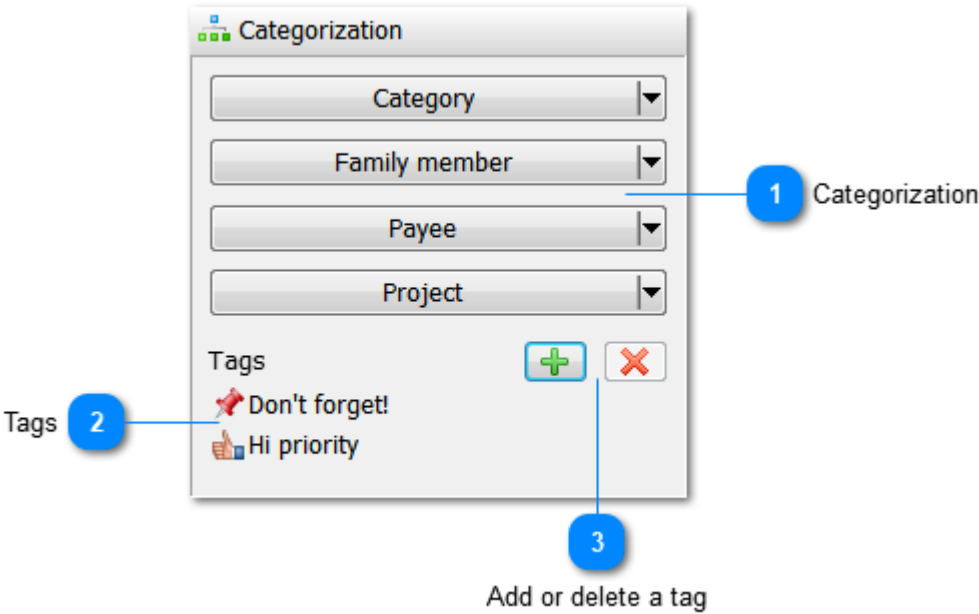 Categorization
Category
Family member
1 Categorization
Payee
Project
Tags
Don't forget!
Tags 2
Hi priority
3
Add or delete a tag